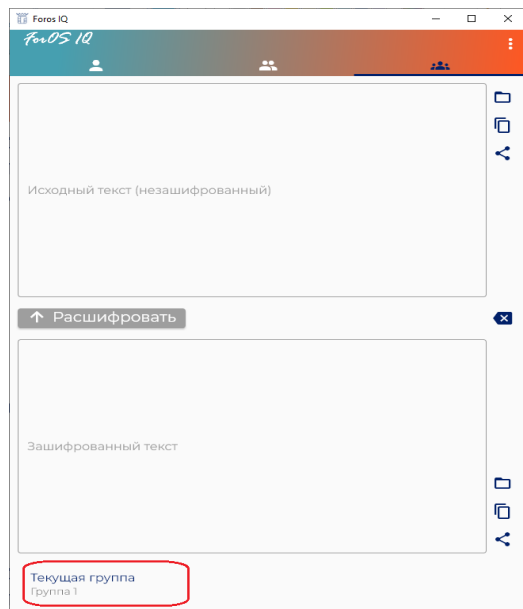 Foros IQ
ForOS IQ
Исходный текст (незашифрованный)
Расшифровать
Зашифрованный текст
Текущая группа
Группа 1